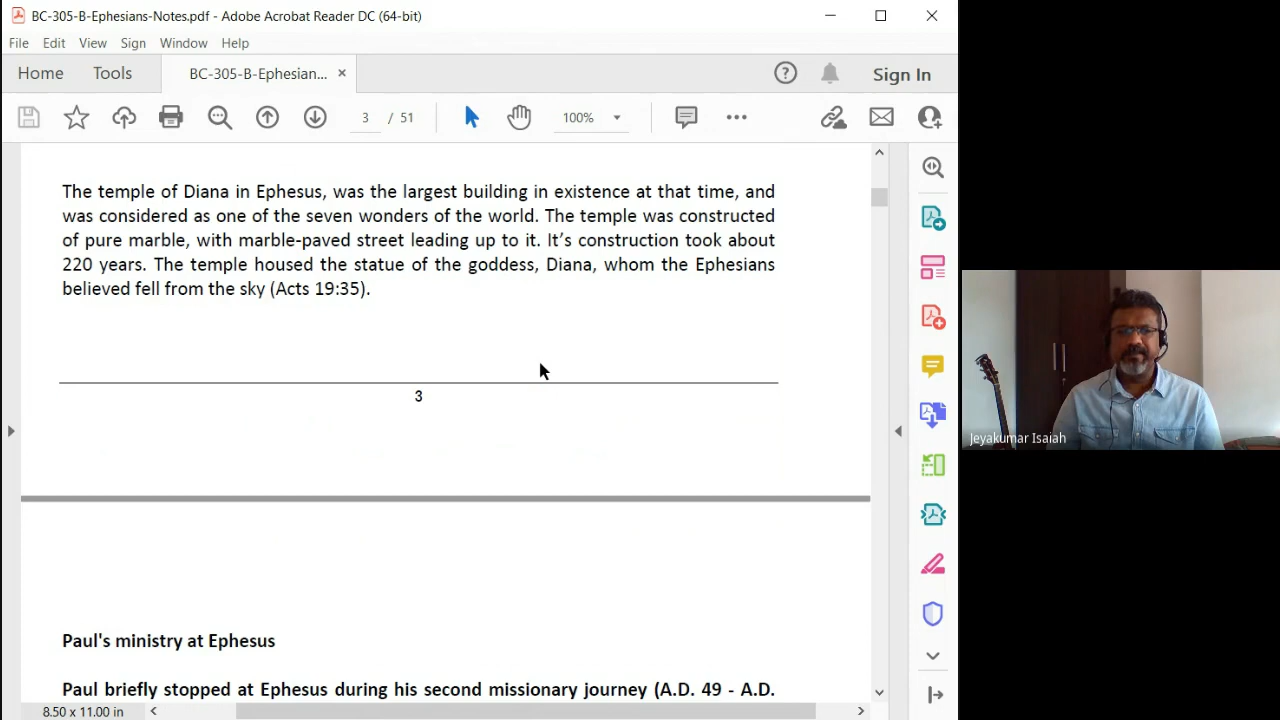 BC-305-B-Ephesians-Notes.pdf - Adobe Acrobat Reader DC (64-bit)
File Edit View Sign Window Help
Home Tools BC-305-B-Ephesian... × Sign In
3 / 51 100%
The temple of Diana in Ephesus, was the largest building in existence at that time, and
was considered as one of the seven wonders of the world. The temple was constructed
of pure marble, with marble-paved street leading up to it. It’s construction took about
220 years. The temple housed the statue of the goddess, Diana, whom the Ephesians
believed fell from the sky (Acts 19:35).
3
Paul's ministry at Ephesus
Paul briefly stopped at Ephesus during his second missionary journey (A.D. 49 - A.D.
8.50 x 11.00 in
Jeyakumar Isaiah